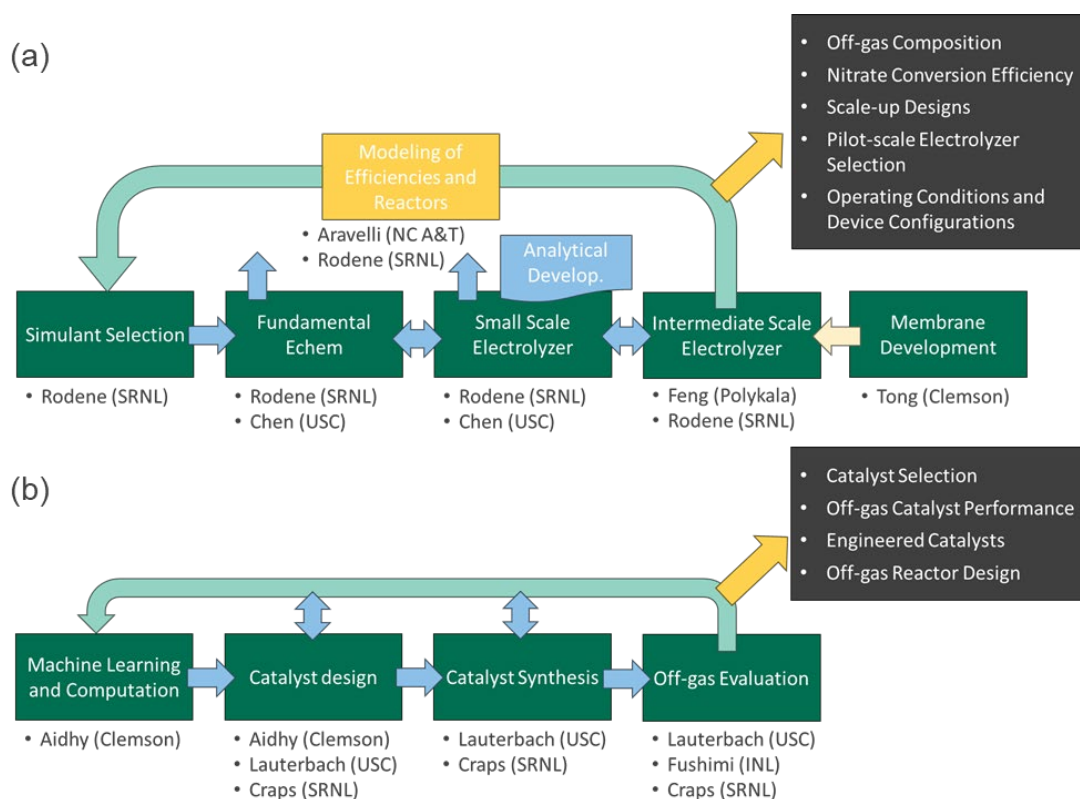 (a)
• Off-gas Composition
• Nitrate Conversion Efficiency
• Scale-up Designs
• Pilot-scale Electrolyzer
Selection
• Operating Conditions and
Device Configurations
Modeling of
Efficiencies and
Reactors
• Aravelli (NC A&T)
• Rodene (SRNL)
Analytical
Develop.
Simulant Selection
• Rodene (SRNL)
Fundamental
Echem
• Rodene (SRNL)
• Chen (USC)
Small Scale
Electrolyzer
• Rodene (SRNL)
• Chen (USC)
Intermediate Scale
Electrolyzer
• Feng (Polykala)
• Rodene (SRNL)
Membrane
Development
• Tong (Clemson)
(b)
• Catalyst Selection
• Off-gas Catalyst Performance
• Engineered Catalysts
• Off-gas Reactor Design
Machine Learning
and Computation
• Aidhy (Clemson)
Catalyst design
• Aidhy (Clemson)
• Lauterbach (USC)
• Craps (SRNL)
Catalyst Synthesis
• Lauterbach (USC)
• Craps (SRNL)
Off-gas Evaluation
• Lauterbach (USC)
• Fushimi (INL)
• Craps (SRNL)